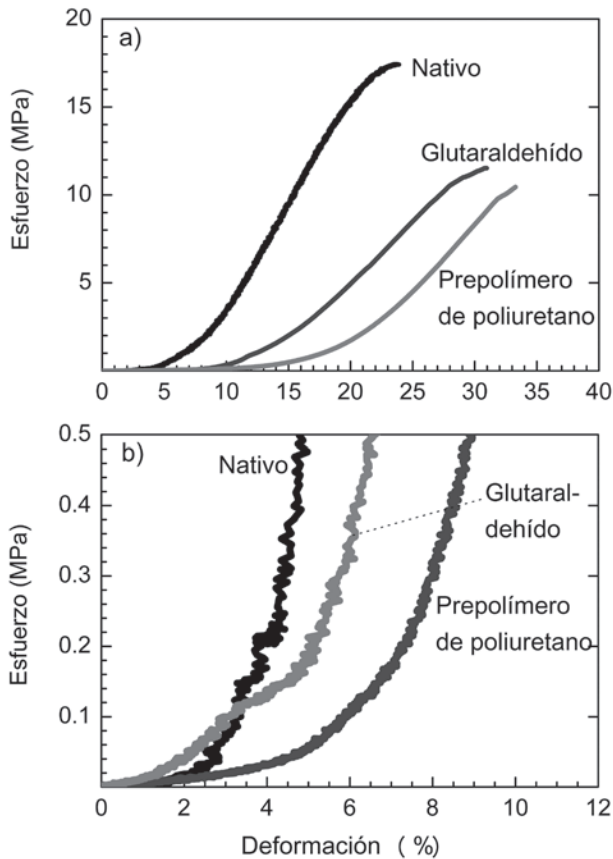 a)
20
15
10
5
Esfuerzo (MPa)
Nativo
Glutaraldehído
Prepolímero
de poliuretano
0 5 10 15 20 25 30 35 40
b)
0.5
0.4
0.3
0.2
0.1
Esfuerzo (MPa)
Nativo
Glutaral-
dehído
Prepolímero
de poliuretano
0 2 4 6 8 10 12
Deformación ( %)